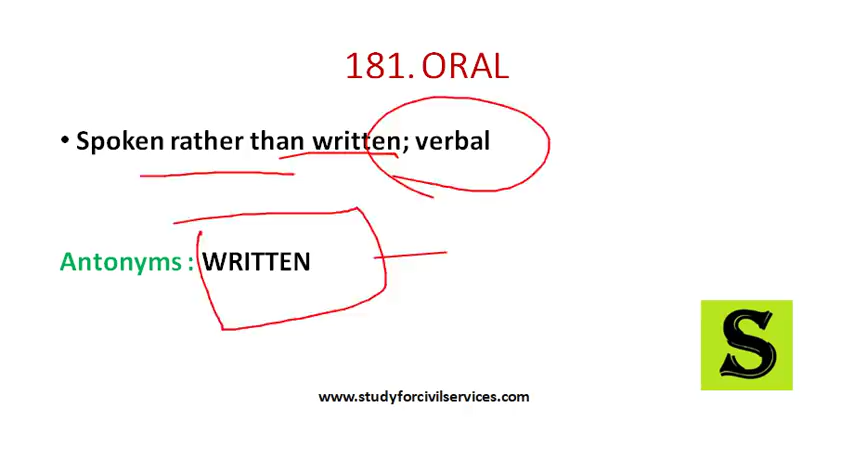 181. ORAL
• Spoken rather than written; verbal
Antonyms : WRITTEN
S
www.studyforcivilservices.com